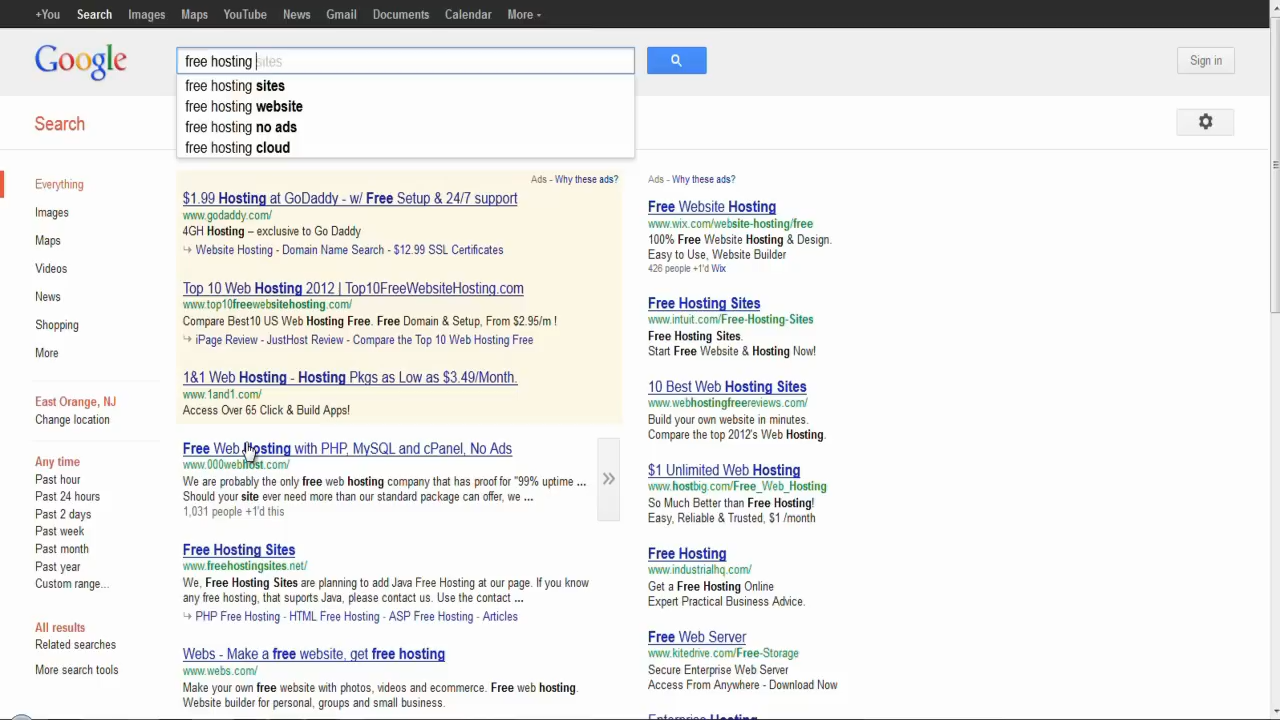 +You Search Images Maps YouTube News Gmail Documents Calendar More
Google
free hosting sites
Sign in
free hosting sites
free hosting website
free hosting no ads
free hosting cloud
Search
Everything
Images
Maps
Videos
News
Shopping
More
East Orange, NJ
Change location
Any time
Past hour
Past 24 hours
Past 2 days
Past week
Past month
Past year
Custom range...
All results
Related searches
More search tools
Ads - Why these ads?
$1.99 Hosting at GoDaddy - w/ Free Setup & 24/7 support
www.godaddy.com/
4GH Hosting – exclusive to Go Daddy
Website Hosting - Domain Name Search - $12.99 SSL Certificates
Top 10 Web Hosting 2012 | Top10FreeWebsiteHosting.com
www.top10freewebsitehosting.com/
Compare Best10 US Web Hosting Free. Free Domain & Setup, From $2.95/m !
iPage Review - JustHost Review - Compare the Top 10 Web Hosting Free
1&1 Web Hosting - Hosting Pkgs as Low as $3.49/Month.
www.1and1.com/
Access Over 65 Click & Build Apps!
Free Web Hosting with PHP, MySQL and cPanel, No Ads
www.000webhost.com/
We are probably the only free web hosting company that has proof for "99% uptime ...
Should your site ever need more than our standard package can offer, we ...
1,031 people +1'd this
Free Hosting Sites
www.freehostingsites.net/
We, Free Hosting Sites are planning to add Java Free Hosting at our page. If you know
any free hosting, that suports Java, please contact us. Use the contact ...
PHP Free Hosting - HTML Free Hosting - ASP Free Hosting - Articles
Webs - Make a free website, get free hosting
www.webs.com/
Make your own free website with photos, videos and ecommerce. Free web hosting.
Website builder for personal, groups and small business.
Ads - Why these ads?
Free Website Hosting
www.wix.com/website-hosting/free
100% Free Website Hosting & Design.
Easy to Use, Website Builder
426 people +1'd Wix
Free Hosting Sites
www.intuit.com/Free-Hosting-Sites
Free Hosting Sites.
Start Free Website & Hosting Now!
10 Best Web Hosting Sites
www.webhostingfreereviews.com/
Build your own website in minutes.
Compare the top 2012's Web Hosting.
$1 Unlimited Web Hosting
www.hostbig.com/Free_Web_Hosting
So Much Better than Free Hosting!
Easy, Reliable & Trusted, $1 /month
Free Hosting
www.industrialhq.com/
Get a Free Hosting Online
Expert Practical Business Advice.
Free Web Server
www.kitedrive.com/Free-Storage
Secure Enterprise Web Server
Access From Anywhere - Download Now
Enterprise Hosting